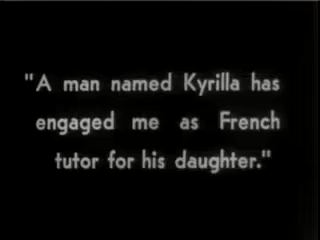 "A man named Kyrilla has
engaged me as French
tutor for his daughter."